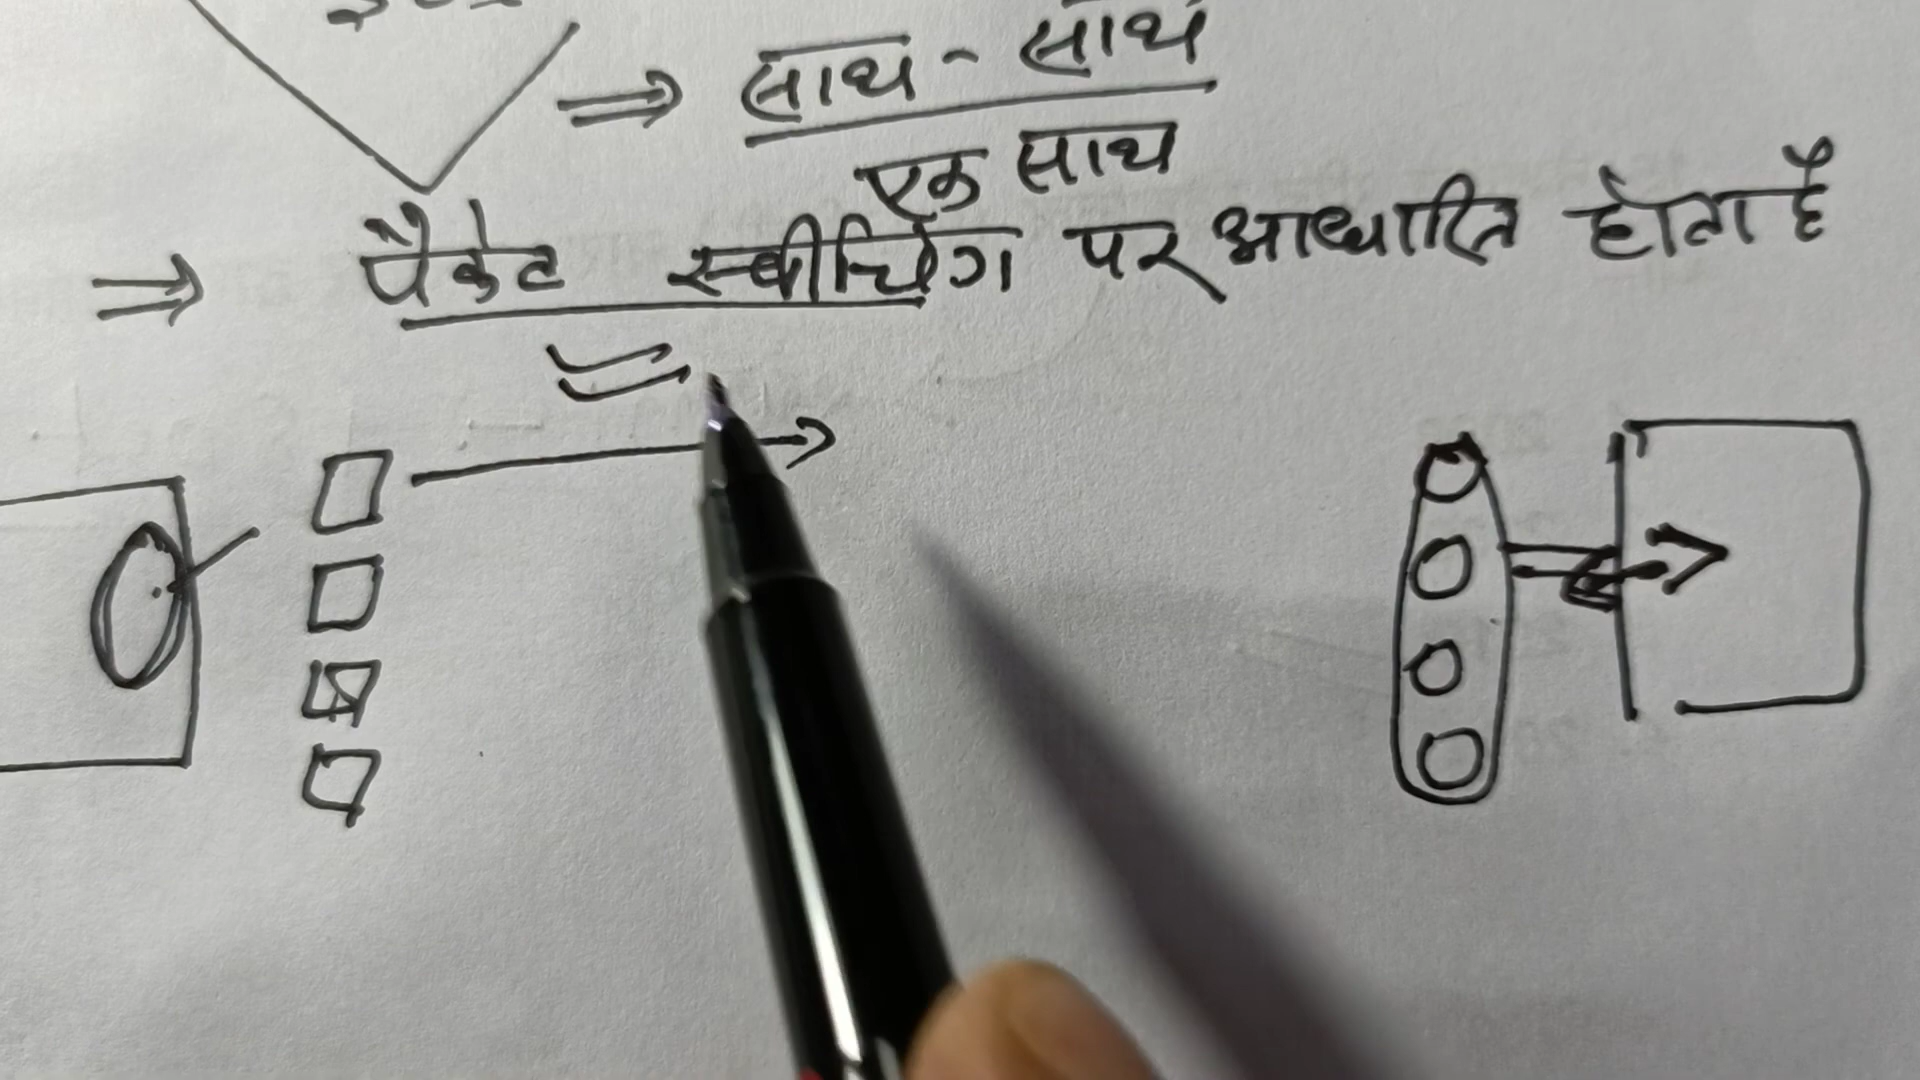 ⇒ साथ - साथ
एक साथ
⇒ पैकेट स्वीचिंग पर आधारित होता है